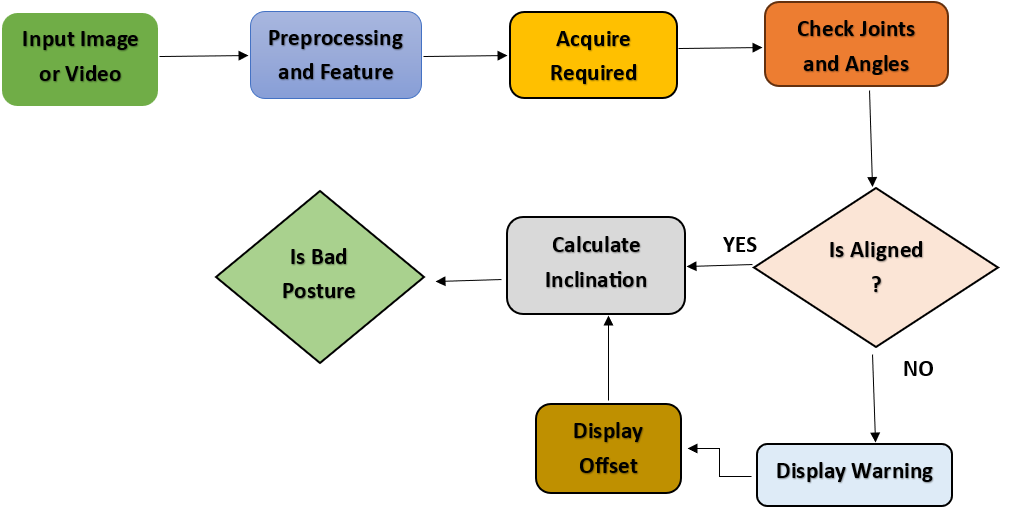 Input Image
or Video
Preprocessing
and Feature
Acquire
Required
Check Joints
and Angles
Is Aligned
?
YES
Calculate
Inclination
Is Bad
Posture
NO
Display Warning
Display
Offset